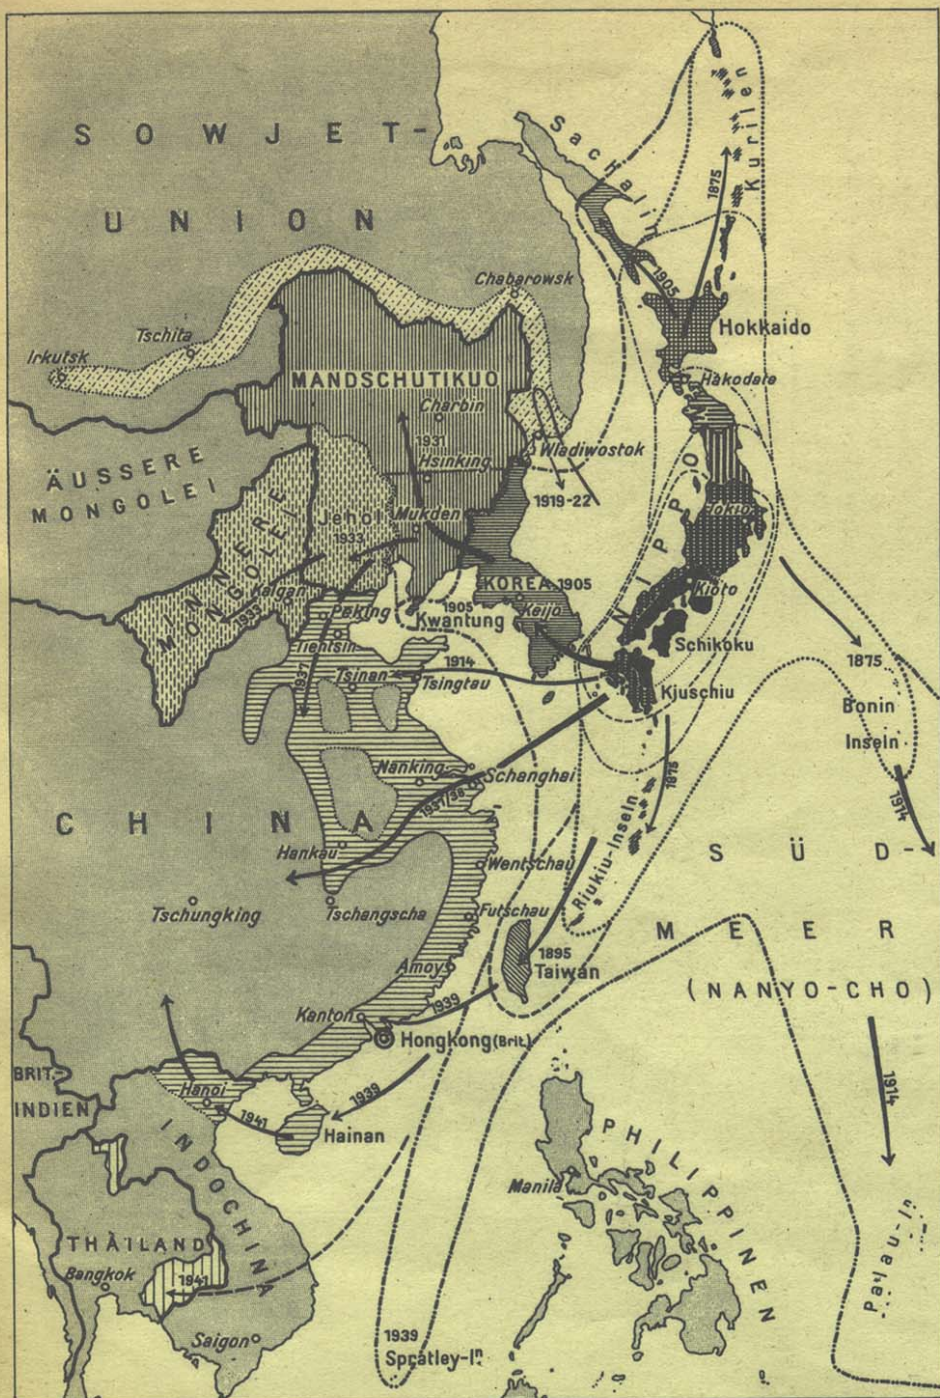 SOWJET-
UNION
Sachalin
Kurilen
1875
1905
Chabarowsk
Hokkaido
Tschita
Irkutsk
MANDSCHUTIKUO
Hakodate
Charbin
1931
Hsinking
Wladiwostok
1919-22
ÄUSSERE
MONGOLEI
INNERE
MONGOLEI
Jehol
1933
Mukden
NIPPON
Tokio
KOREA 1905
Kioto
Kalgan
1935
Peking
1905
Kwantung
Keijo
Tientsin
Schikoku
1937
Tsinan
1914
Tsingtau
Kjuschiu
1875
Bonin
Inseln
1914
Nanking
Schanghai
1937/38
1875
CHINA
Hankau
Wentschau
Riukiu-Inseln
SÜD-
MEER
(NANYO-CHO)
Tschungking
Tschangscha
Futschau
1895
Taiwan
Amoy
1939
Kanton
Hongkong (Brit.)
1914
BRIT.-
INDIEN
Hanoi
1941
1939
Hainan
INDOCHINA
PHILIPPINEN
Manila
THAILAND
Bangkok
1941
Palau-In
Saigon
1939
Spratley-In